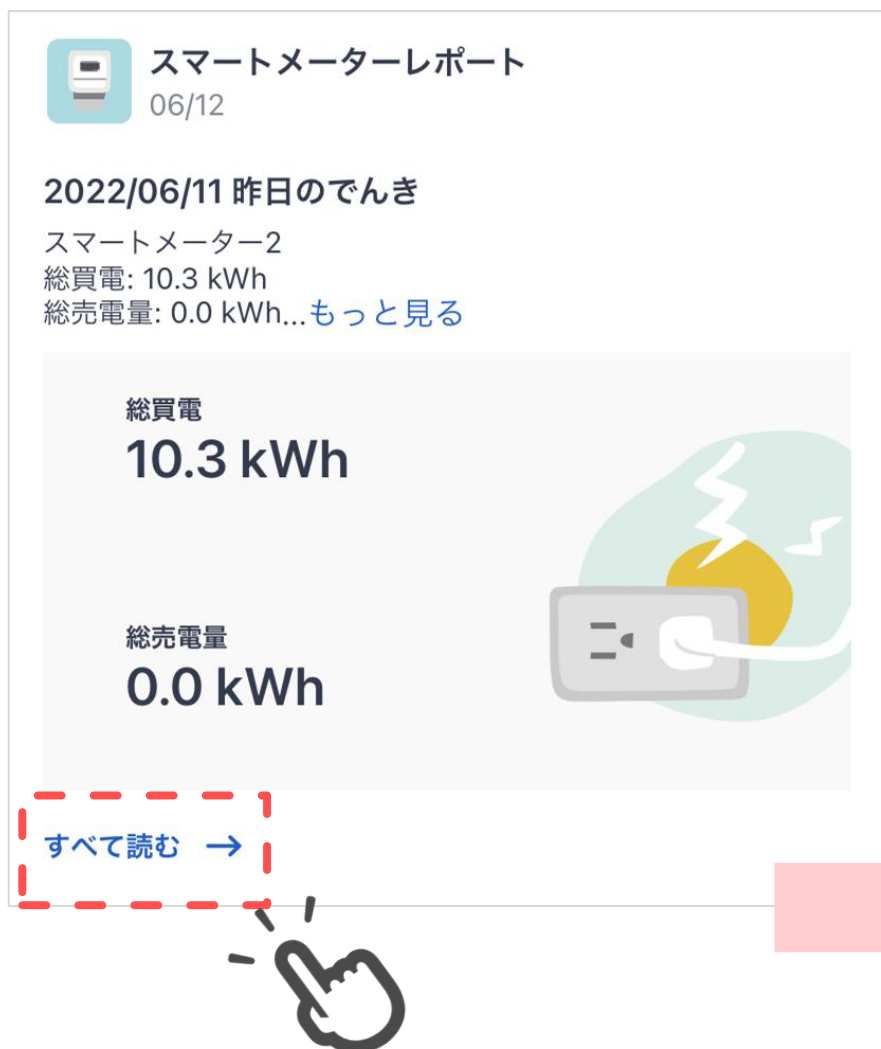 スマートメーターレポート
06/12
2022/06/11 昨日のでんき
スマートメーター2
総買電: 10.3 kWh
総売電量: 0.0 kWh...もっと見る
総買電
10.3 kWh
総売電量
0.0 kWh
すべて読む →